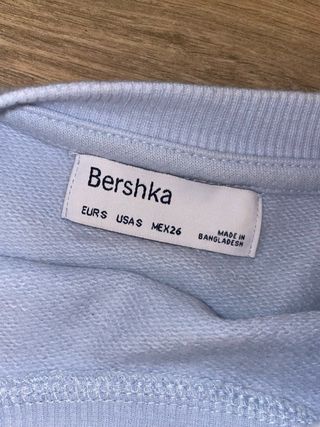 Bershka
EUR S USA S MEX 26
MADE IN
BANGLADESH